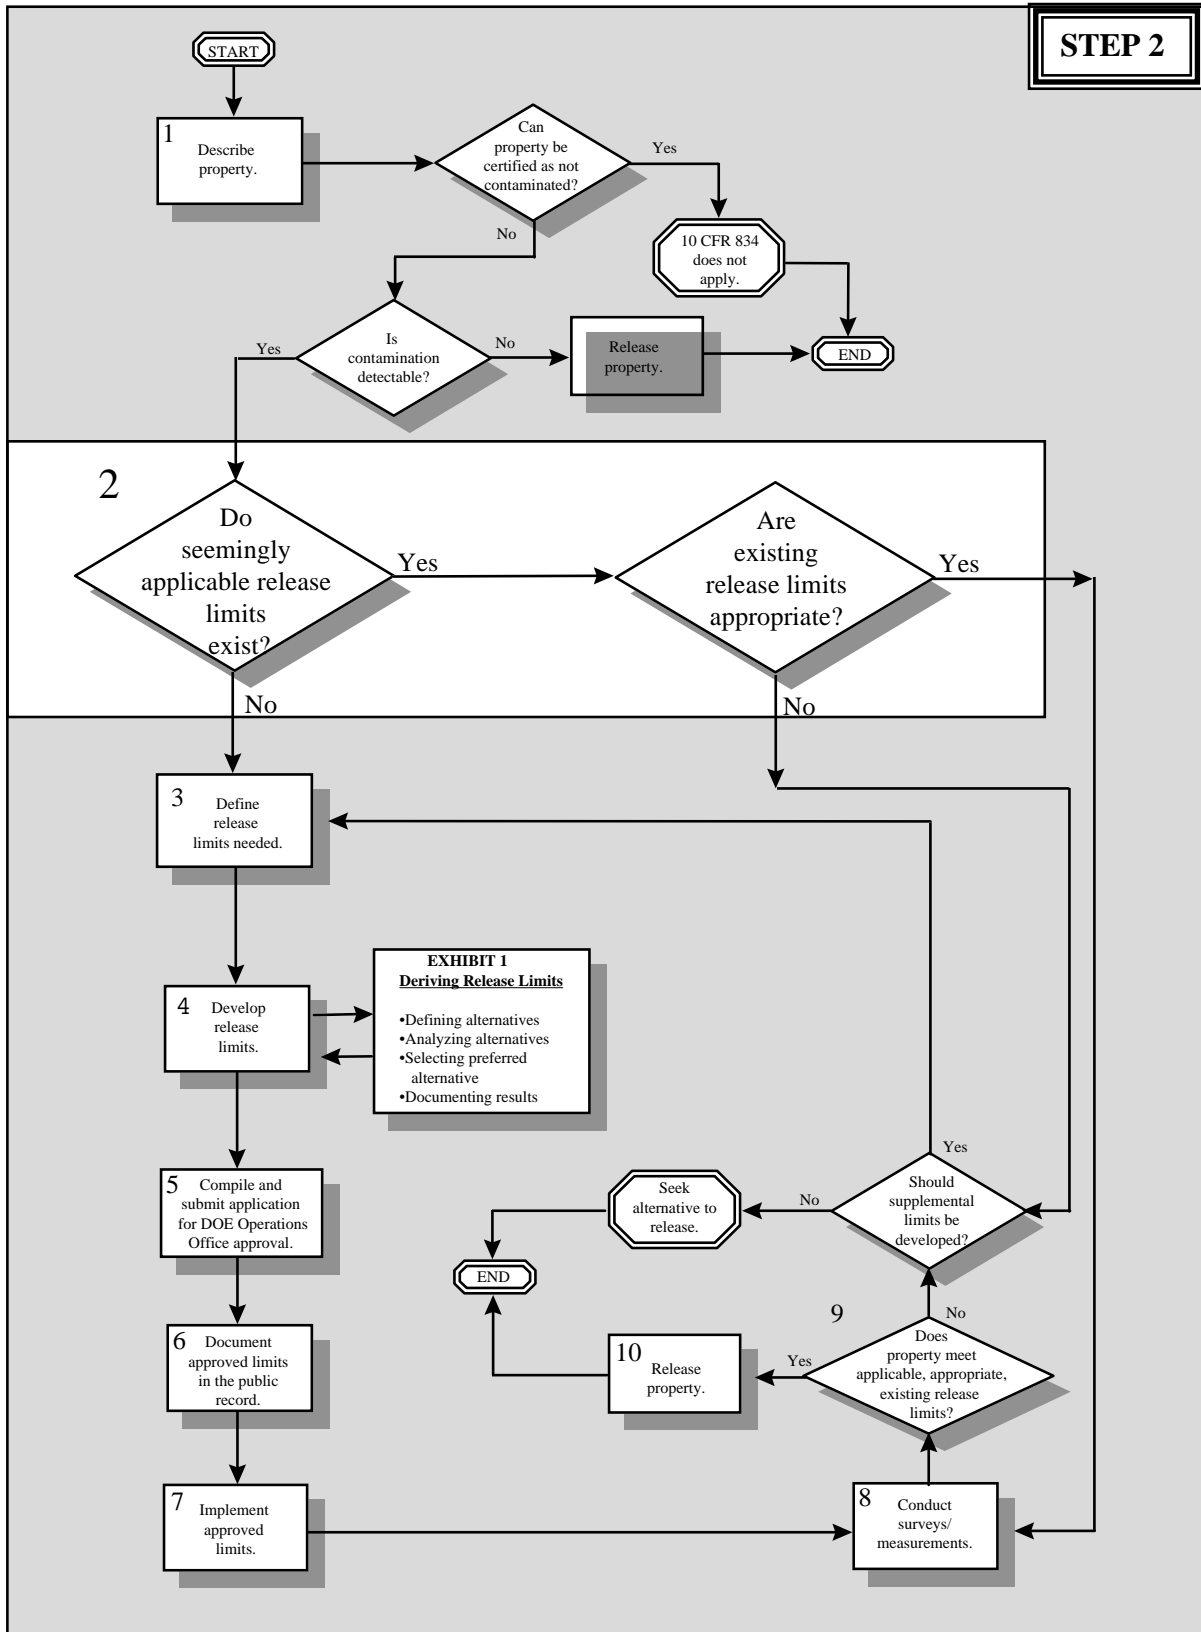 STEP 2
START
1
Describe
property.
Can
property be
certified as not
contaminated?
Yes
No
10 CFR 834
does not
apply.
Is
contamination
detectable?
Yes
No
Release
property.
END
2
Do
seemingly
applicable release
limits
exist?
Yes
No
Are
existing
release limits
appropriate?
Yes
No
3
Define
release
limits needed.
4
Develop
release
limits.
EXHIBIT 1
Deriving Release Limits
•Defining alternatives
•Analyzing alternatives
•Selecting preferred
alternative
•Documenting results
5
Compile and
submit application
for DOE Operations
Office approval.
6
Document
approved limits
in the public
record.
7
Implement
approved
limits.
8
Conduct
surveys/
measurements.
9
Does
property meet
applicable, appropriate,
existing release
limits?
Yes
No
10
Release
property.
Should
supplemental
limits be
developed?
Yes
No
Seek
alternative to
release.
END